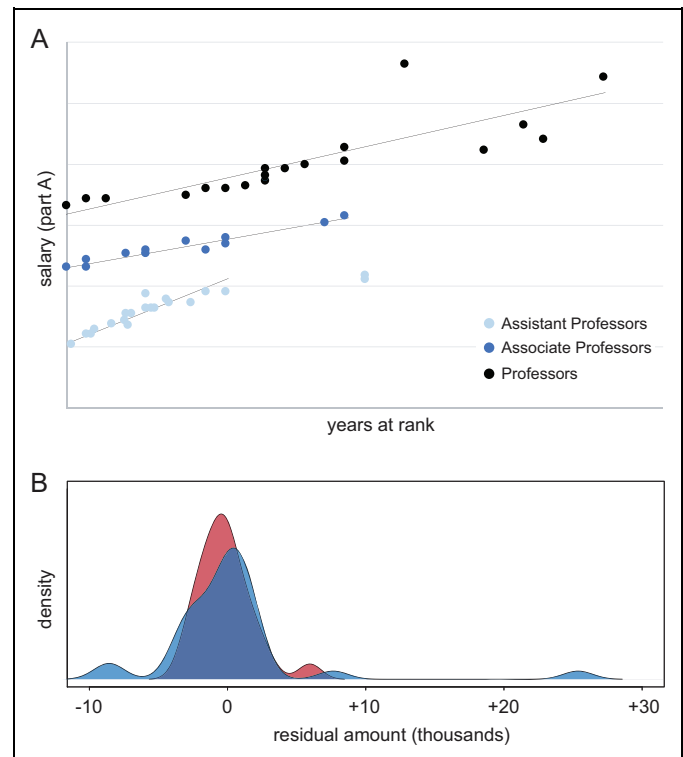 A
salary (part A)
Assistant Professors
Associate Professors
Professors
years at rank
B
density
-10 0 +10 +20 +30
residual amount (thousands)